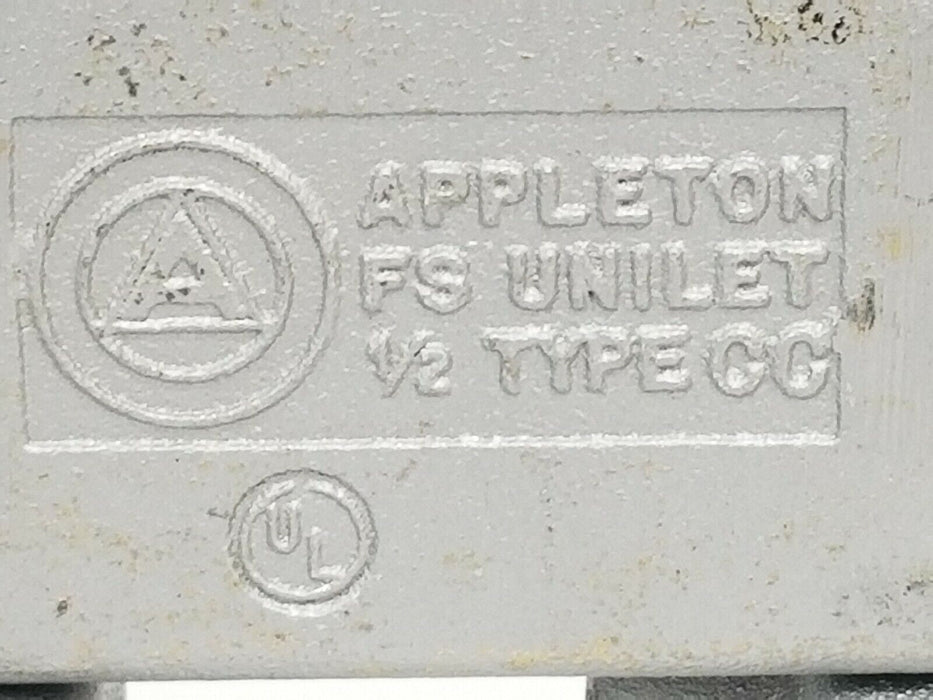 APPLETON
FS UNILET
1/2 TYPE CC
UL